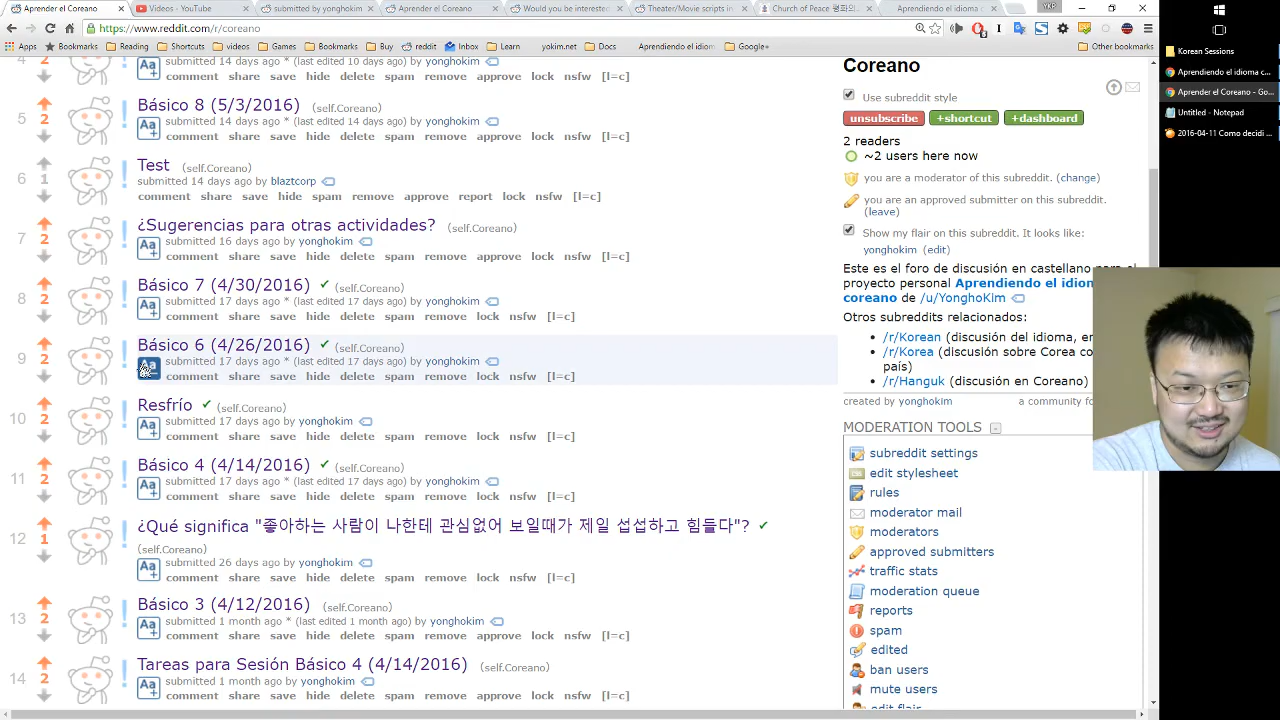 Aprender el Coreano
Videos - YouTube
submitted by yonghokim
Aprender el Coreano
Would you be interested
Theater/Movie scripts in
Church of Peace 평화의
Aprendiendo el idioma c
YKP
https://www.reddit.com/r/coreano
Apps
Bookmarks
Reading
Shortcuts
videos
Games
Bookmarks
Buy
reddit
Inbox
Learn
yokim.net
Docs
Aprendiendo el idiom
Google+
Other bookmarks
4
2
submitted 14 days ago * (last edited 10 days ago) by yonghokim
comment share save hide delete spam remove approve lock nsfw [l=c]
5
2
Básico 8 (5/3/2016) (self.Coreano)
submitted 14 days ago * (last edited 14 days ago) by yonghokim
comment share save hide delete spam remove approve lock nsfw [l=c]
6
1
Test (self.Coreano)
submitted 14 days ago by blaztcorp
comment share save hide spam remove approve report lock nsfw [l=c]
7
2
¿Sugerencias para otras actividades? (self.Coreano)
submitted 16 days ago by yonghokim
comment share save hide delete spam remove approve lock nsfw [l=c]
8
2
Básico 7 (4/30/2016) ✔ (self.Coreano)
submitted 17 days ago * (last edited 17 days ago) by yonghokim
comment share save hide delete spam remove lock nsfw [l=c]
9
2
Básico 6 (4/26/2016) ✔ (self.Coreano)
submitted 17 days ago * (last edited 17 days ago) by yonghokim
comment share save hide delete spam remove lock nsfw [l=c]
10
2
Resfrío ✔ (self.Coreano)
submitted 17 days ago by yonghokim
comment share save hide delete spam remove lock nsfw [l=c]
11
2
Básico 4 (4/14/2016) ✔ (self.Coreano)
submitted 17 days ago * (last edited 17 days ago) by yonghokim
comment share save hide delete spam remove lock nsfw [l=c]
12
1
¿Qué significa "좋아하는 사람이 나한테 관심없어 보일때가 제일 섭섭하고 힘들다"? ✔
(self.Coreano)
submitted 26 days ago by yonghokim
comment share save hide delete spam remove lock nsfw [l=c]
13
2
Básico 3 (4/12/2016) (self.Coreano)
submitted 1 month ago * (last edited 1 month ago) by yonghokim
comment share save hide delete spam remove approve lock nsfw [l=c]
14
2
Tareas para Sesión Básico 4 (4/14/2016) (self.Coreano)
submitted 1 month ago by yonghokim
comment share save hide delete spam remove approve lock nsfw [l=c]
Coreano
Use subreddit style
unsubscribe +shortcut +dashboard
2 readers
~2 users here now
you are a moderator of this subreddit. (change)
you are an approved submitter on this subreddit.
(leave)
Show my flair on this subreddit. It looks like:
yonghokim (edit)
Este es el foro de discusión en castellano para el
proyecto personal Aprendiendo el idiom
coreano de /u/YonghoKim
Otros subreddits relacionados:
/r/Korean (discusión del idioma, en
/r/Korea (discusión sobre Corea co
país)
/r/Hanguk (discusión en Coreano)
created by yonghokim
a community fo
MODERATION TOOLS
subreddit settings
edit stylesheet
rules
moderator mail
moderators
approved submitters
traffic stats
moderation queue
reports
spam
edited
ban users
mute users
edit flair
Korean Sessions
Aprendiendo el idioma c...
Aprender el Coreano - Go...
Untitled - Notepad
2016-04-11 Como decidi ...